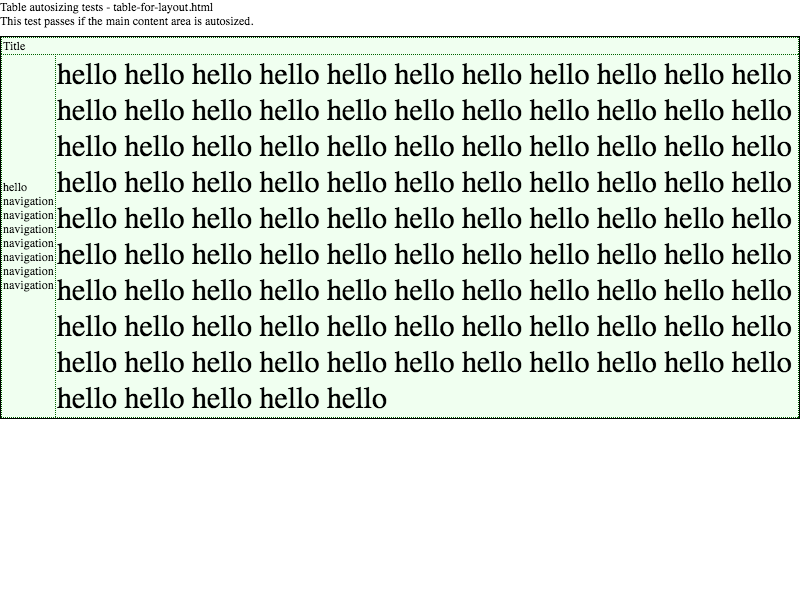 Table autosizing tests - table-for-layout.html
This test passes if the main content area is autosized.
Title
hello
navigation
navigation
navigation
navigation
navigation
navigation
navigation
hello hello hello hello hello hello hello hello hello hello hello
hello hello hello hello hello hello hello hello hello hello hello
hello hello hello hello hello hello hello hello hello hello hello
hello hello hello hello hello hello hello hello hello hello hello
hello hello hello hello hello hello hello hello hello hello hello
hello hello hello hello hello hello hello hello hello hello hello
hello hello hello hello hello hello hello hello hello hello hello
hello hello hello hello hello hello hello hello hello hello hello
hello hello hello hello hello hello hello hello hello hello hello
hello hello hello hello hello